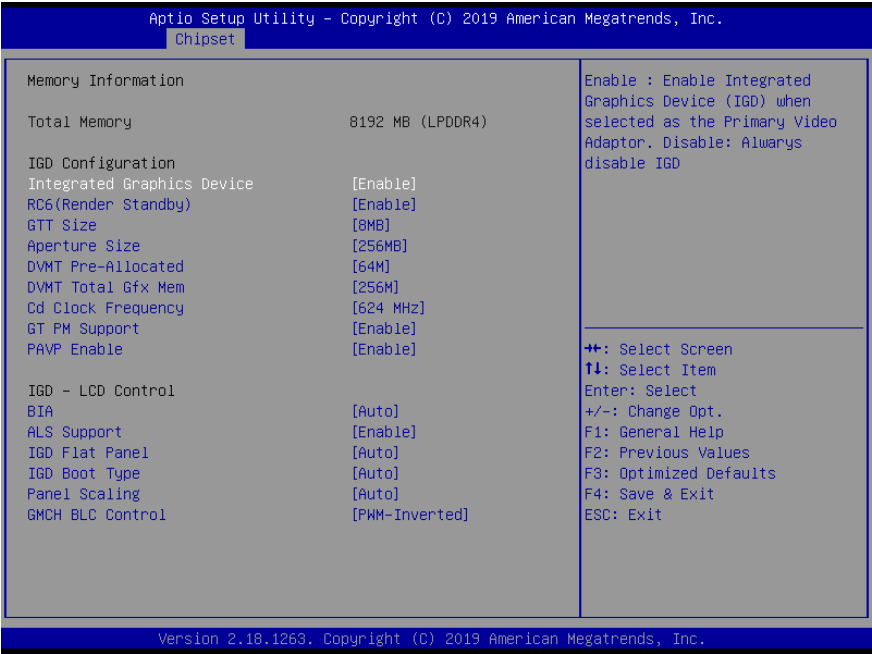 Aptio Setup Utility – Copyright (C) 2019 American Megatrends, Inc.
Chipset
Memory Information
Total Memory 8192 MB (LPDDR4)
IGD Configuration
Integrated Graphics Device [Enable]
RC6(Render Standby) [Enable]
GTT Size [8MB]
Aperture Size [256MB]
DVMT Pre-Allocated [64M]
DVMT Total Gfx Mem [256M]
Cd Clock Frequency [624 MHz]
GT PM Support [Enable]
PAVP Enable [Enable]
IGD - LCD Control
BIA [Auto]
ALS Support [Enable]
IGD Flat Panel [Auto]
IGD Boot Type [Auto]
Panel Scaling [Auto]
GMCH BLC Control [PWM-Inverted]
Enable : Enable Integrated
Graphics Device (IGD) when
selected as the Primary Video
Adaptor. Disable: Alwarys
disable IGD
→←: Select Screen
↑↓: Select Item
Enter: Select
+/-: Change Opt.
F1: General Help
F2: Previous Values
F3: Optimized Defaults
F4: Save & Exit
ESC: Exit
Version 2.18.1263. Copyright (C) 2019 American Megatrends, Inc.